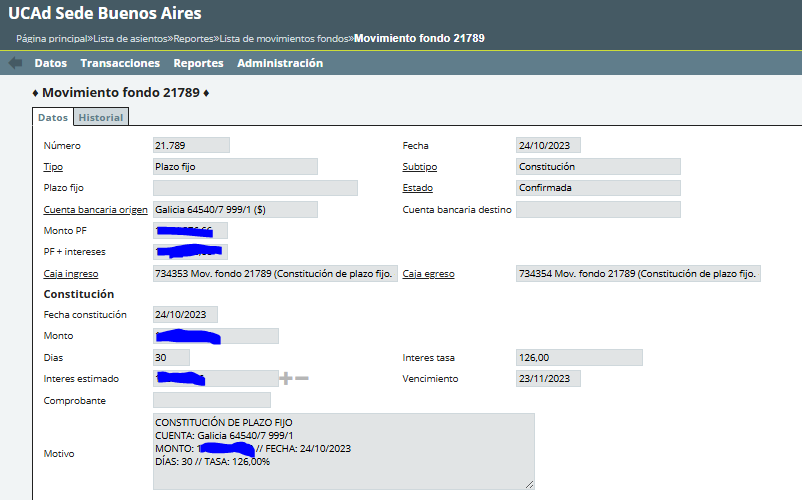 UCAd Sede Buenos Aires
Página principal»Lista de asientos»Reportes»Lista de movimientos fondos»Movimiento fondo 21789
Datos Transacciones Reportes Administración
♦ Movimiento fondo 21789 ♦
Datos Historial
Número 21.789 Fecha 24/10/2023
Tipo Plazo fijo Subtipo Constitución
Plazo fijo Estado Confirmada
Cuenta bancaria origen Galicia 64540/7 999/1 ($) Cuenta bancaria destino
Monto PF
PF + intereses
Caja ingreso 734353 Mov. fondo 21789 (Constitución de plazo fijo. Caja egreso 734354 Mov. fondo 21789 (Constitución de plazo fijo.
Constitución
Fecha constitución 24/10/2023
Monto
Dias 30 Interes tasa 126,00
Interes estimado Vencimiento 23/11/2023
Comprobante
Motivo
CONSTITUCIÓN DE PLAZO FIJO
CUENTA: Galicia 64540/7 999/1
MONTO: // FECHA: 24/10/2023
DÍAS: 30 // TASA: 126,00%